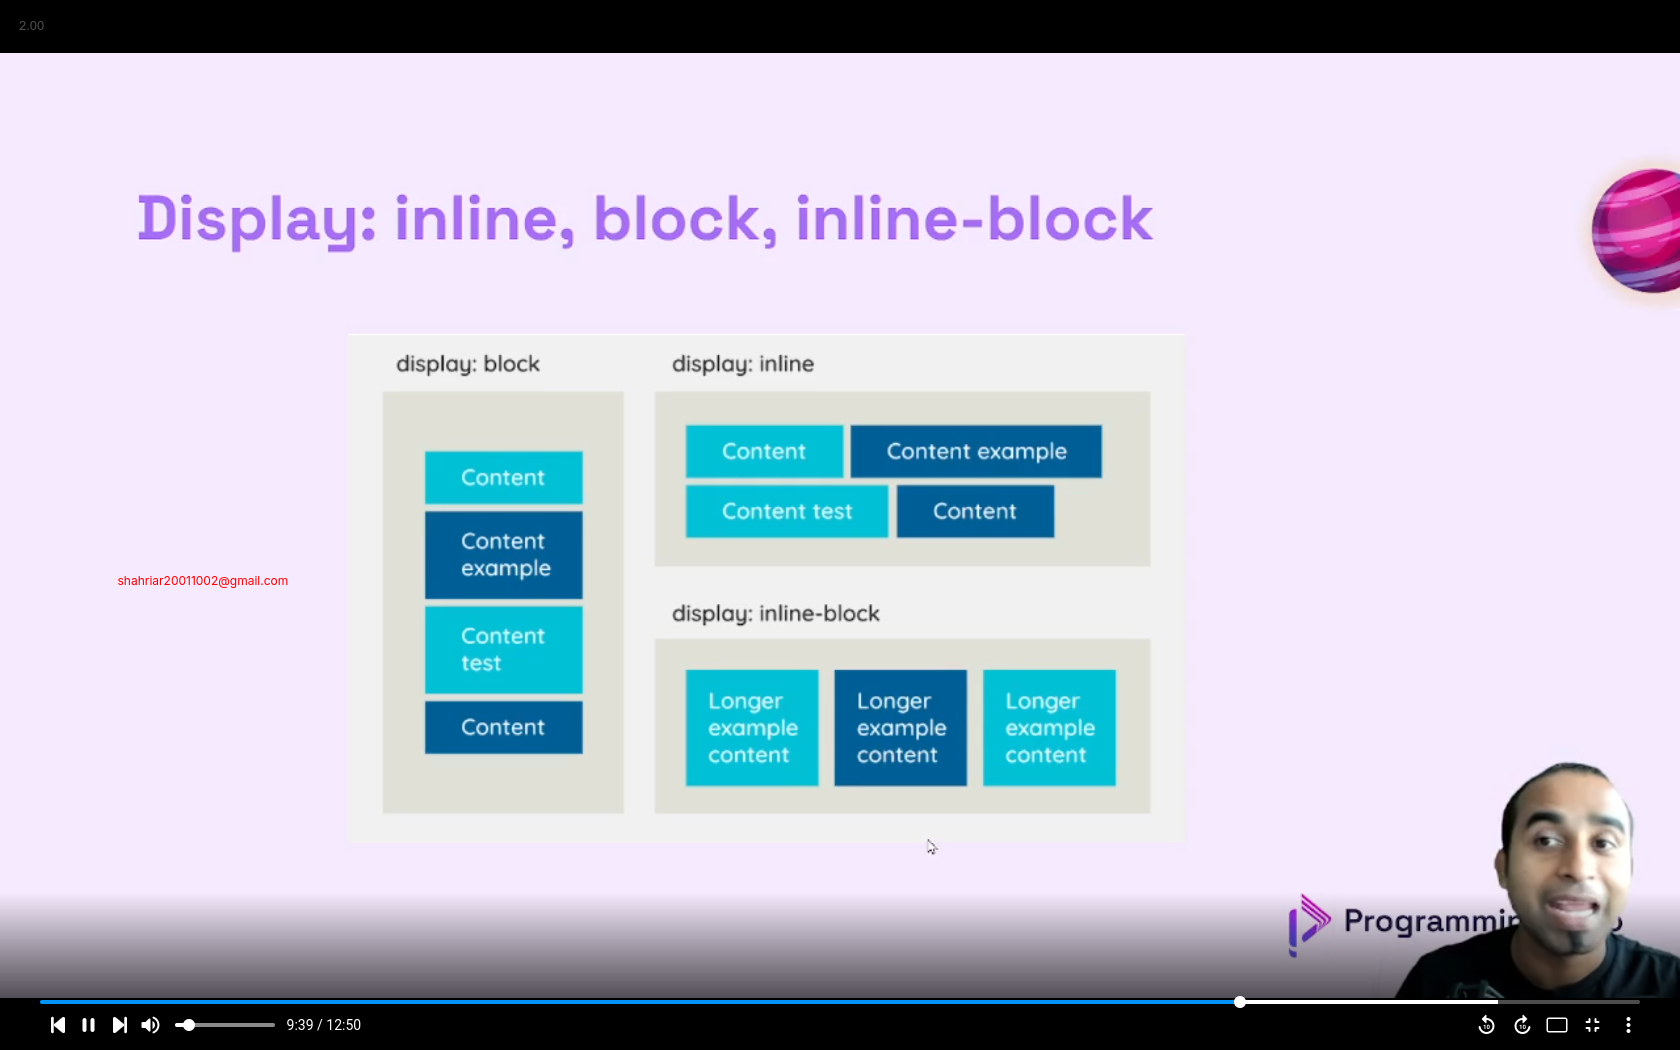 2.00
Display: inline, block, inline-block
display: block
Content
Content
example
Content
test
Content
display: inline
Content
Content example
Content test
Content
display: inline-block
Longer
example
content
Longer
example
content
Longer
example
content
shahriar20011002@gmail.com
9:39 / 12:50
10
10